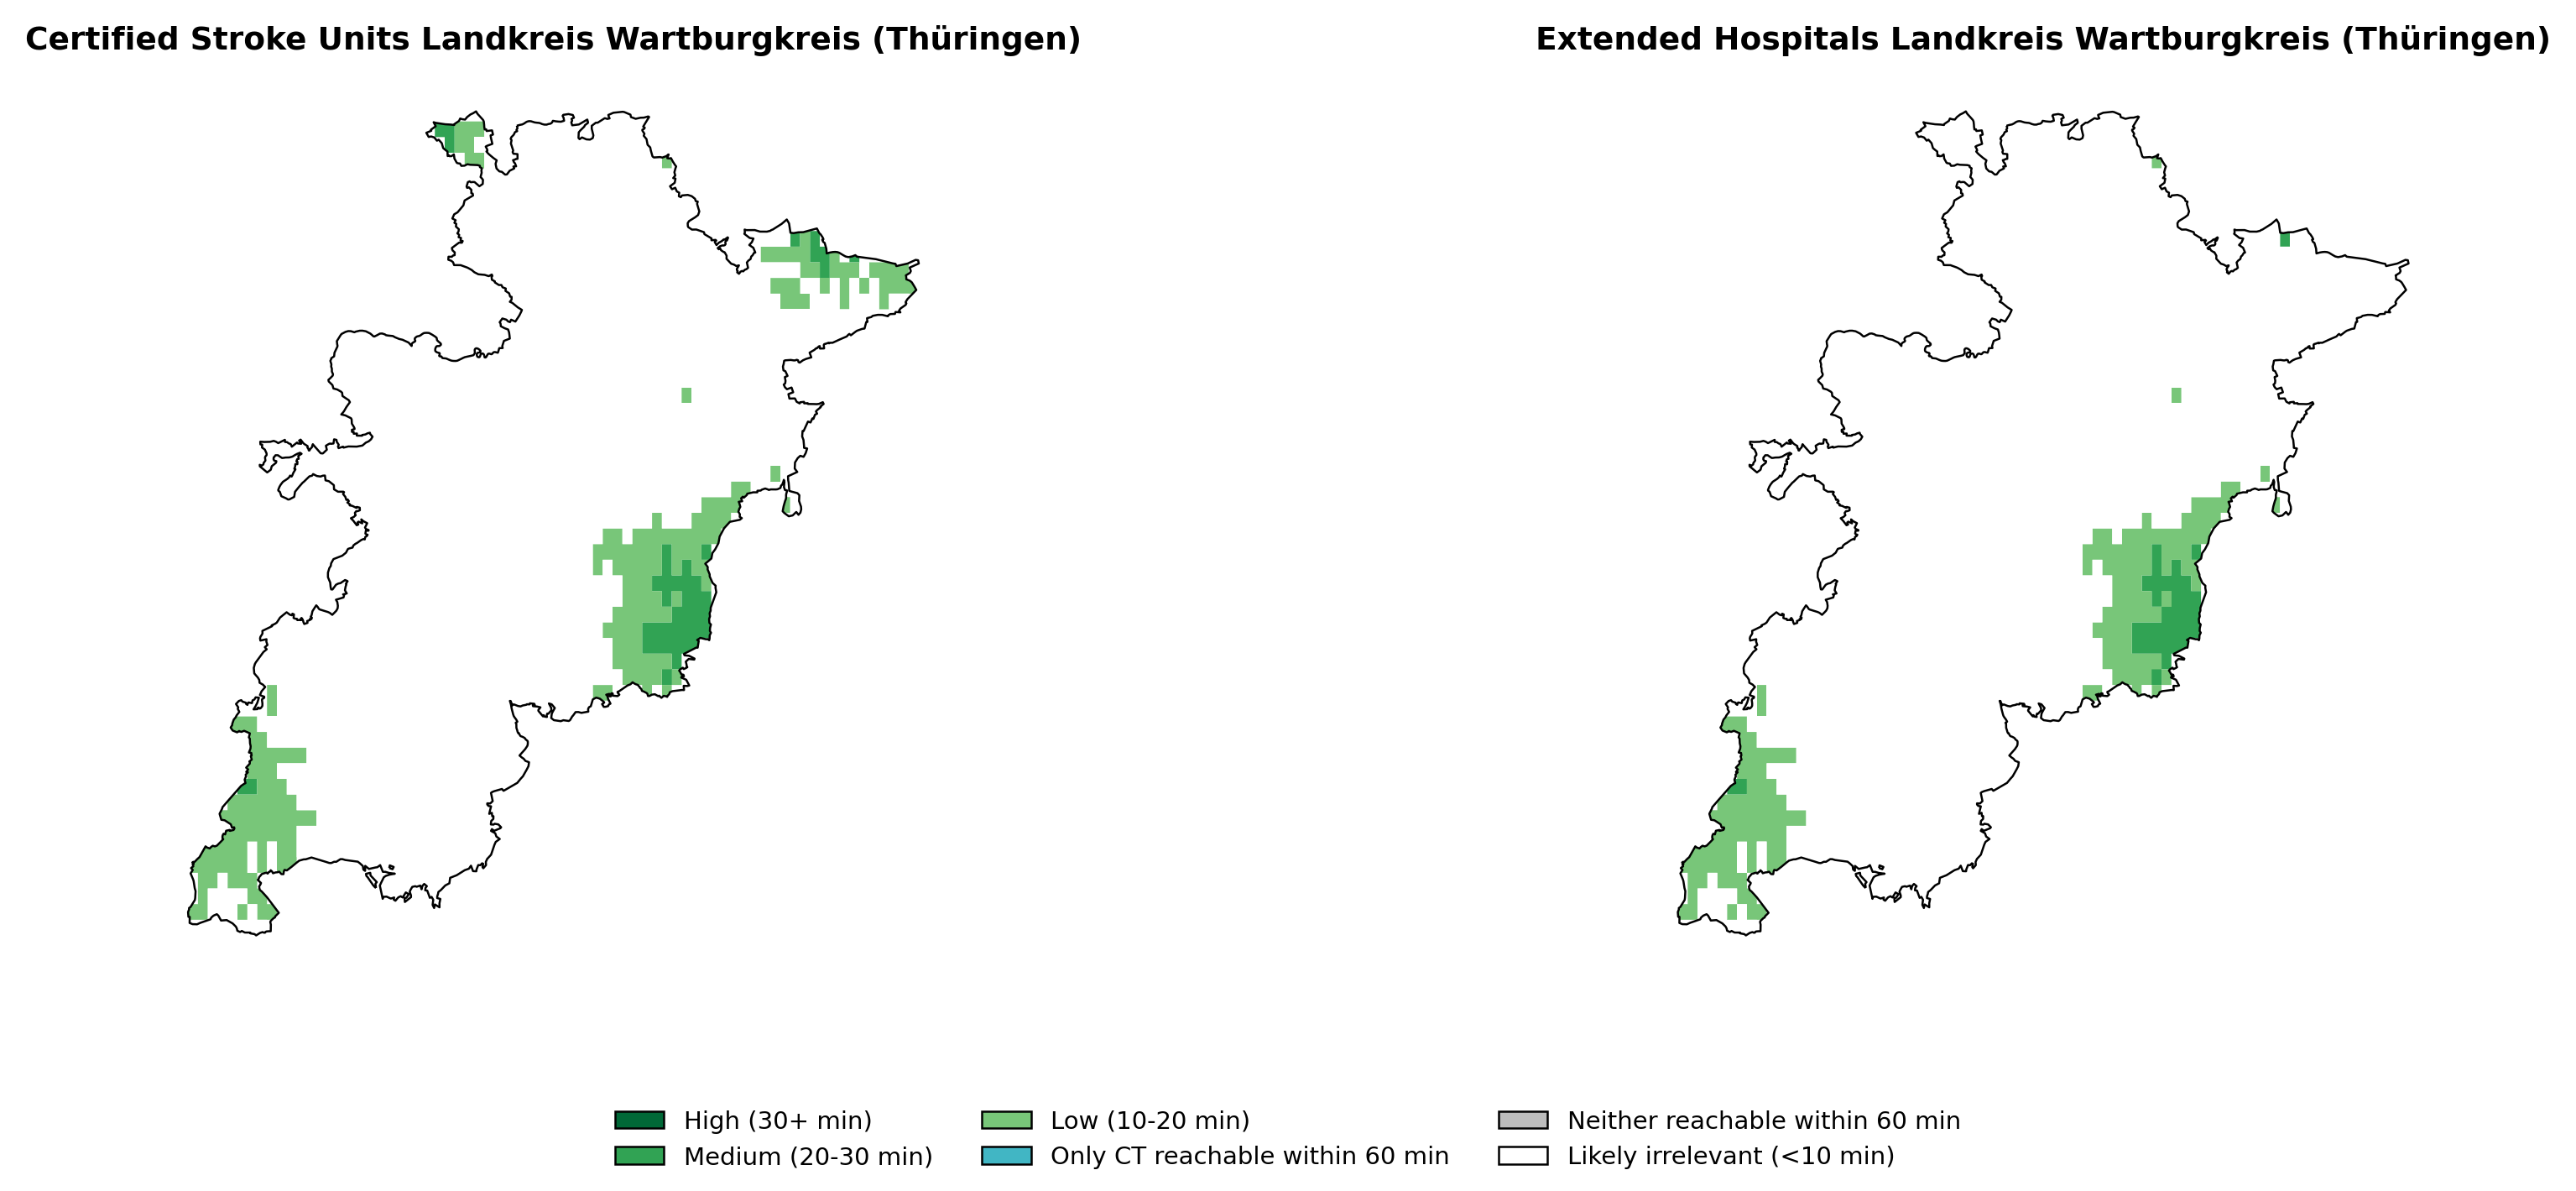 Certified Stroke Units Landkreis Wartburgkreis (Thüringen)
Extended Hospitals Landkreis Wartburgkreis (Thüringen)
High (30+ min)
Medium (20-30 min)
Low (10-20 min)
Only CT reachable within 60 min
Neither reachable within 60 min
Likely irrelevant (<10 min)